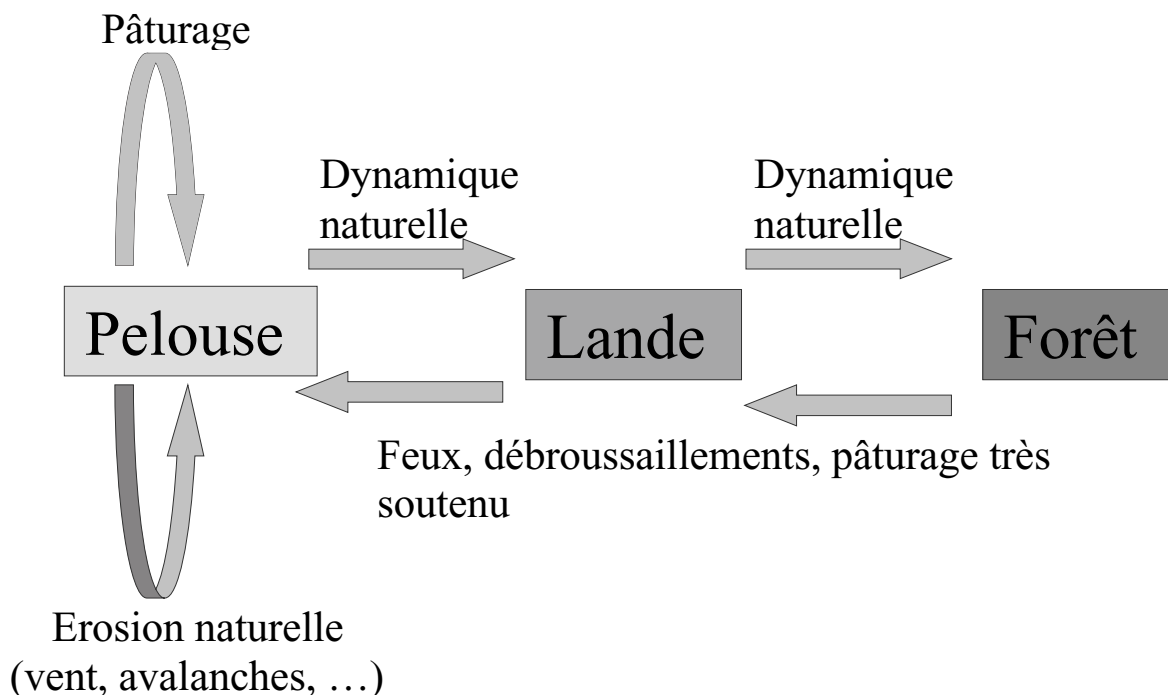 Pâturage
Dynamique
naturelle
Dynamique
naturelle
Pelouse
Lande
Forêt
Feux, débroussaillements, pâturage très
soutenu
Erosion naturelle
(vent, avalanches, …)